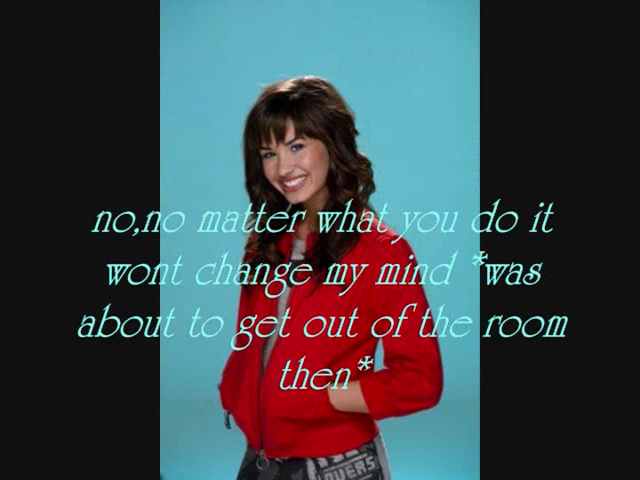 no,no matter what you do it
wont change my mind *was
about to get out of the room
then*
LOVERS